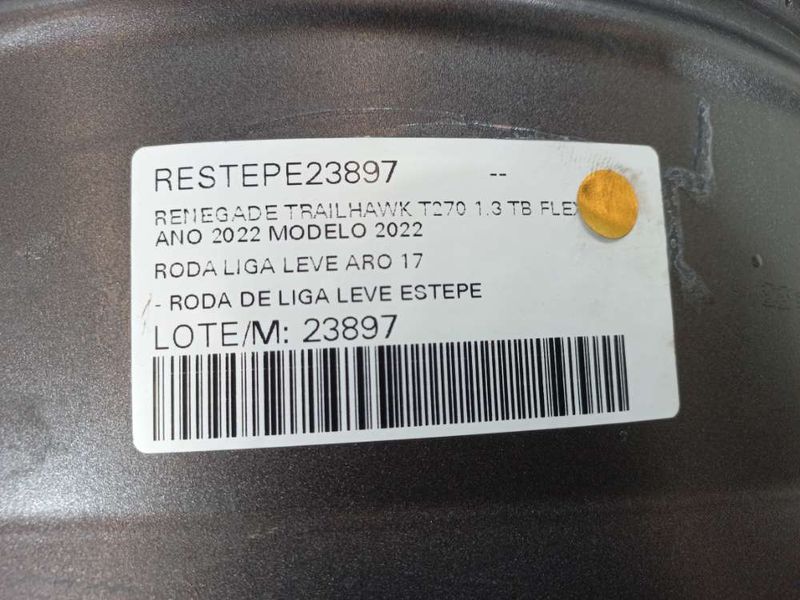 RESTEPE23897 --
RENEGADE TRAILHAWK T270 1.3 TB FLEX
ANO 2022 MODELO 2022
RODA LIGA LEVE ARO 17
- RODA DE LIGA LEVE ESTEPE
LOTE/M: 23897